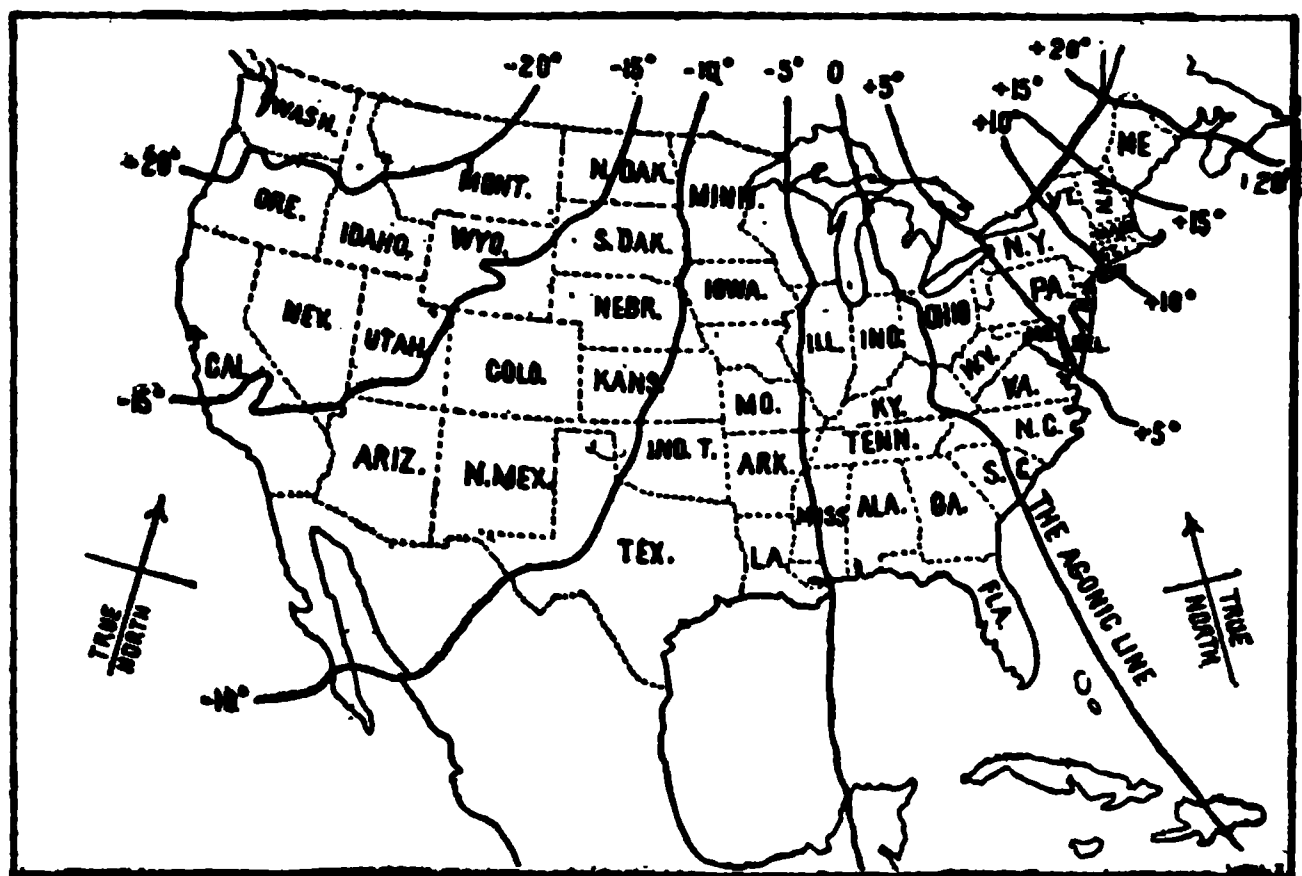 -20°
-15°
-10°
-5°
0
+5°
+20°
+15°
+10°
WASH.
MONT.
N. DAK.
MINN.
ME
+20°
+20°
ORE.
IDAHO,
WYO.
S. DAK.
VT.
N.H.
+15°
N.Y.
NEV.
UTAH
NEBR.
IOWA.
PA.
+10°
OHIO
CAL.
COLO.
KANS.
ILL.
IND.
W.V.
DEL
VA.
-15°
MO.
KY.
N.C.
+5°
ARIZ.
N.MEX.
IND. T.
ARK.
TENN.
S. C.
TEX.
LA.
MISS
ALA.
GA.
FLA.
THE AGONIC LINE
TRUE
NORTH
TRUE
NORTH
-10°